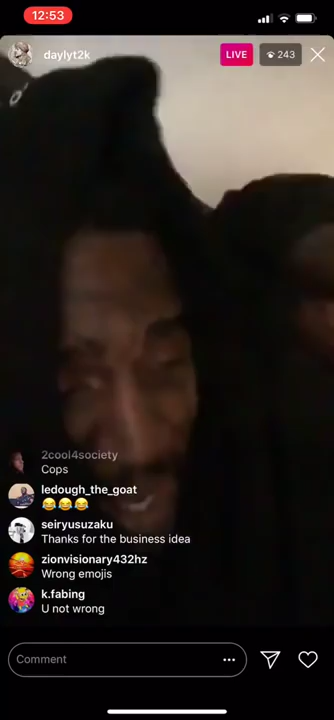 12:53
daylyt2k
LIVE
243
2cool4society
Cops
ledough_the_goat
😂😂😂
seiryusuzaku
Thanks for the business idea
zionvisionary432hz
Wrong emojis
k.fabing
U not wrong
Comment